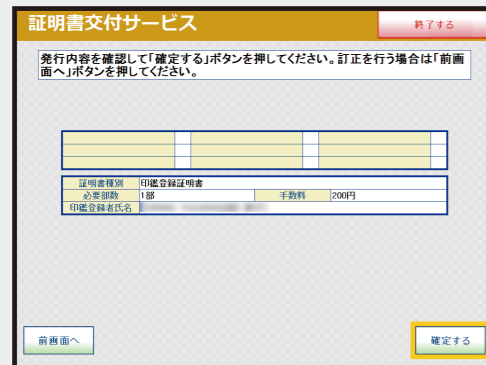 証明書交付サービス
終了する
発行内容を確認して「確定する」ボタンを押してください。訂正を行う場合は「前画
面へ」ボタンを押してください。
証明書種別 印鑑登録証明書
必要部数 1部 手数料 200円
印鑑登録者氏名
前画面へ
確定する